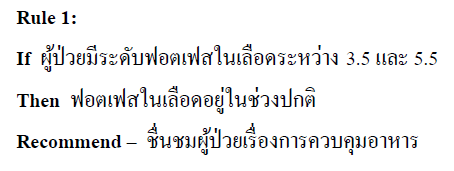 Rule 1:
If ผู้ป่วยมีระดับฟอตเฟสในเลือดระหว่าง 3.5 และ 5.5
Then ฟอตเฟสในเลือดอยู่ในช่วงปกติ
Recommend – ชื่นชมผู้ป่วยเรื่องการควบคุมอาหาร